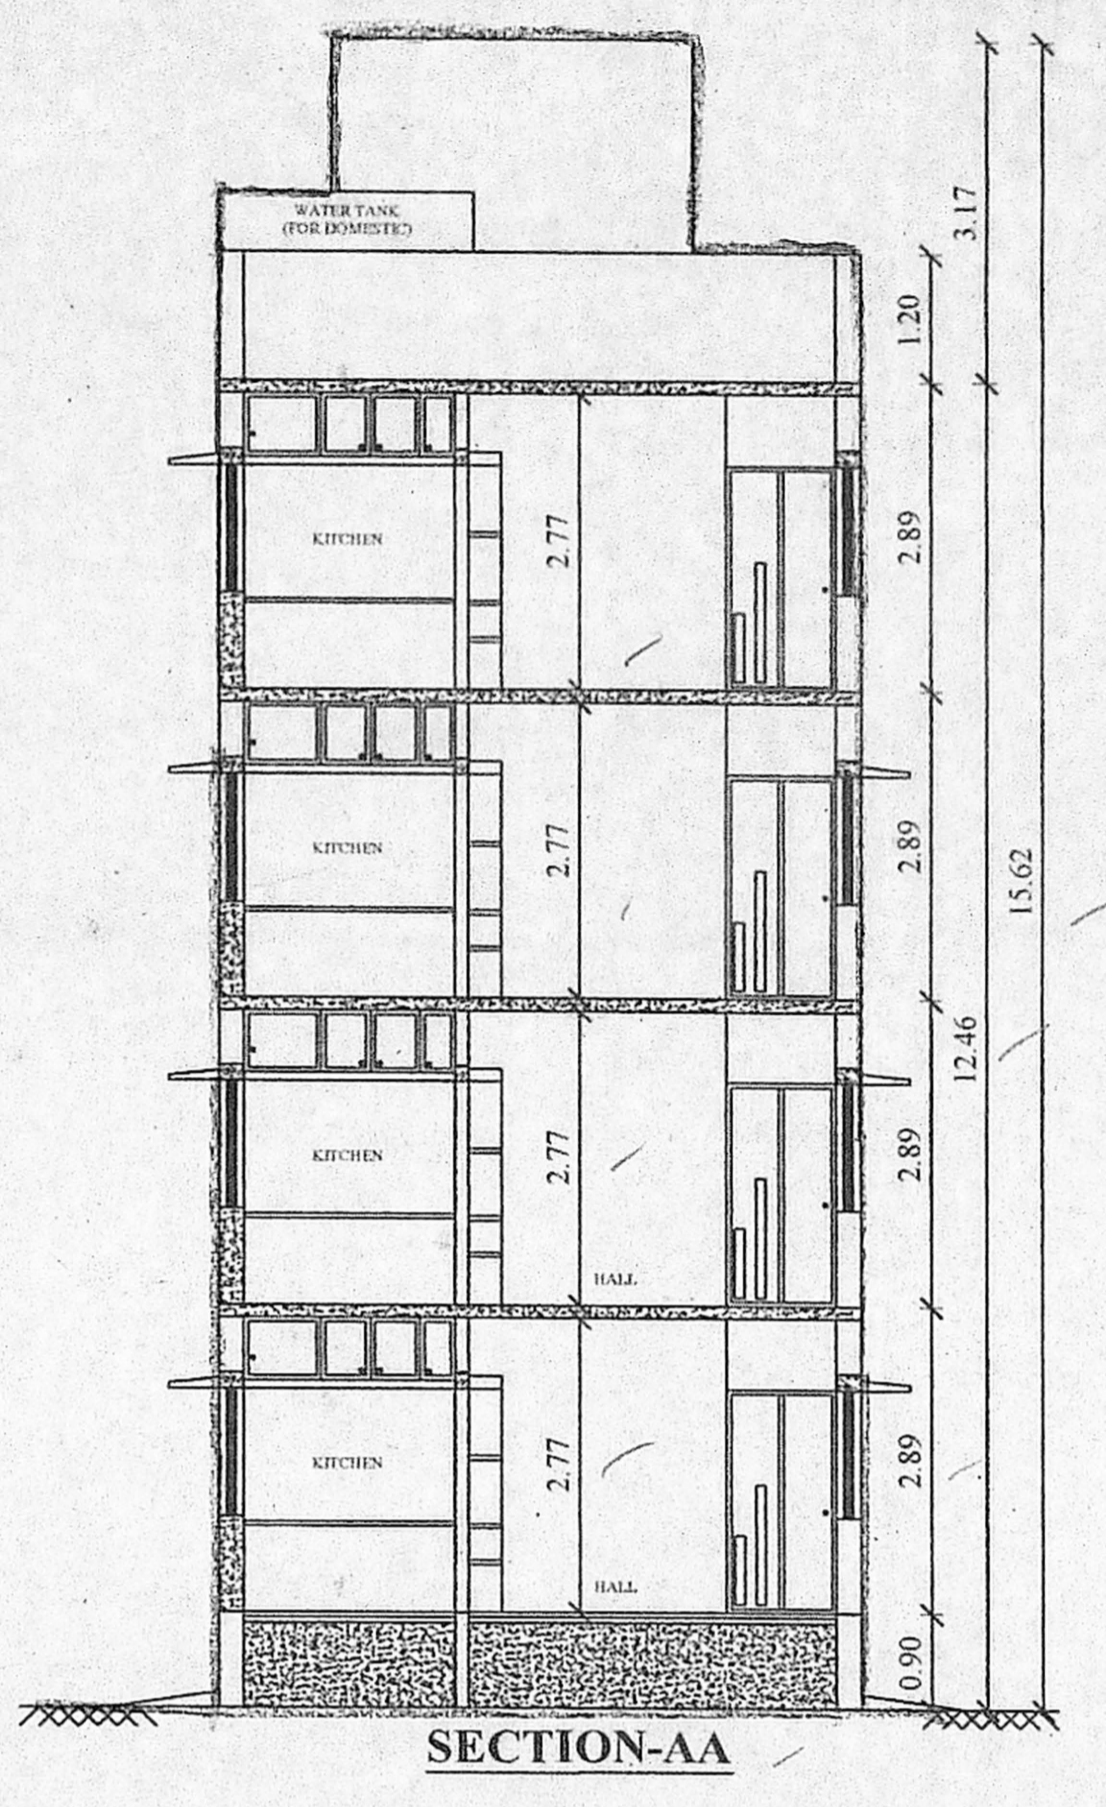 WATER TANK
(FOR DOMESTIC)
3.17
1.20
KITCHEN
2.77
2.89
KITCHEN
2.77
2.89
15.62
12.46
KITCHEN
2.77
2.89
HALL
KITCHEN
2.77
2.89
HALL
0.90
SECTION-AA